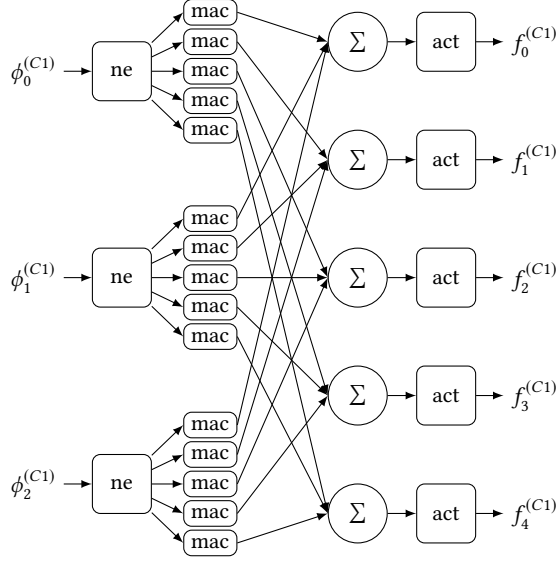 mac
Σ act f_0^{(C1)}
mac
ϕ_0^{(C1)} ne mac
mac
mac
Σ act f_1^{(C1)}
mac
mac
ϕ_1^{(C1)} ne mac Σ act f_2^{(C1)}
mac
mac
Σ act f_3^{(C1)}
mac
mac
ϕ_2^{(C1)} ne mac
mac
Σ act f_4^{(C1)}
mac